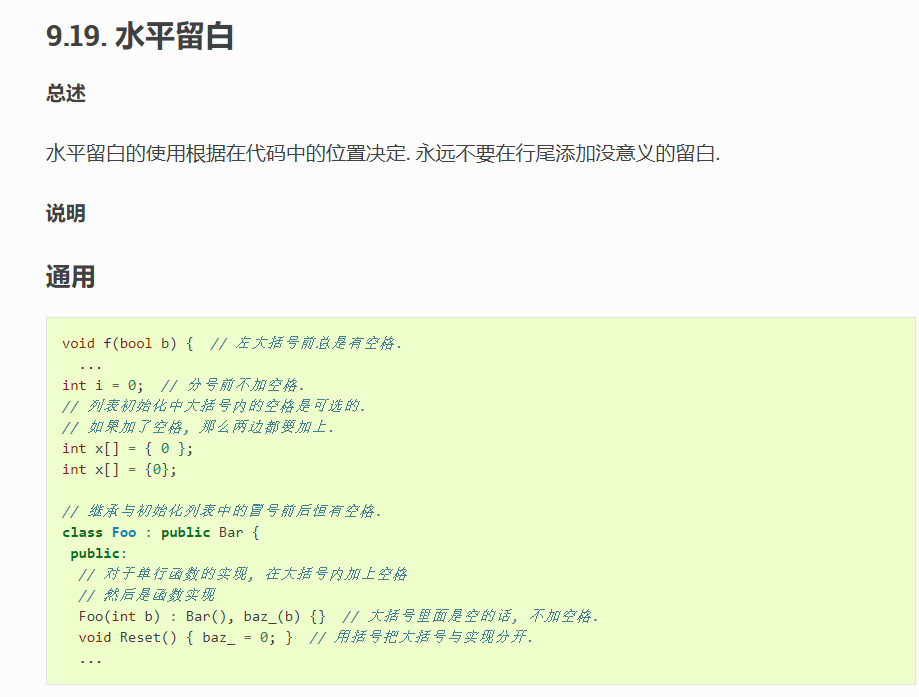 9.19. 水平留白
总述
水平留白的使用根据在代码中的位置决定. 永远不要在行尾添加没意义的留白.
说明
通用
void f(bool b) {  // 左大括号前总是有空格.
  ...
int i = 0;  // 分号前不加空格.
// 列表初始化中大括号内的空格是可选的.
// 如果加了空格, 那么两边都要加上.
int x[] = { 0 };
int x[] = {0};

// 继承与初始化列表中的冒号前后恒有空格.
class Foo : public Bar {
 public:
  // 对于单行函数的实现, 在大括号内加上空格
  // 然后是函数实现
  Foo(int b) : Bar(), baz_(b) {}  // 大括号里面是空的话, 不加空格.
  void Reset() { baz_ = 0; }  // 用括号把大括号与实现分开.
  ...